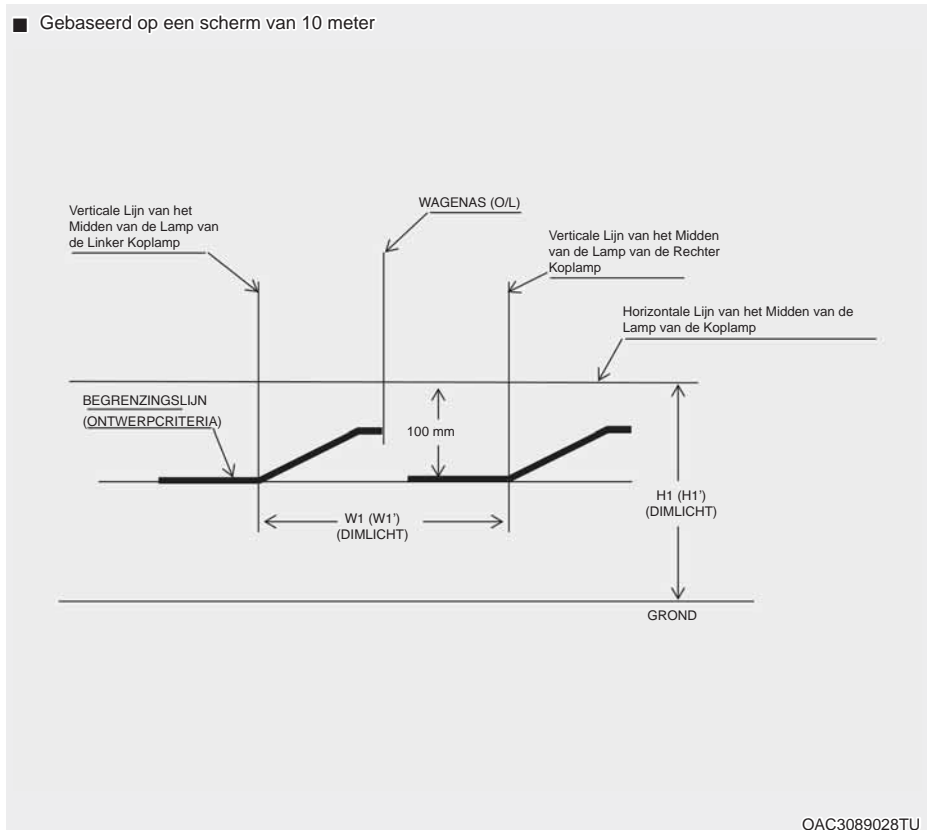 ■ Gebaseerd op een scherm van 10 meter
Verticale Lijn van het
Midden van de Lamp van
de Linker Koplamp
WAGENAS (O/L)
Verticale Lijn van het Midden
van de Lamp van de Rechter
Koplamp
Horizontale Lijn van het Midden van de
Lamp van de Koplamp
BEGRENZINGSLIJN
(ONTWERPCRITERIA)
100 mm
W1 (W1’)
(DIMLICHT)
H1 (H1’)
(DIMLICHT)
GROND
OAC3089028TU